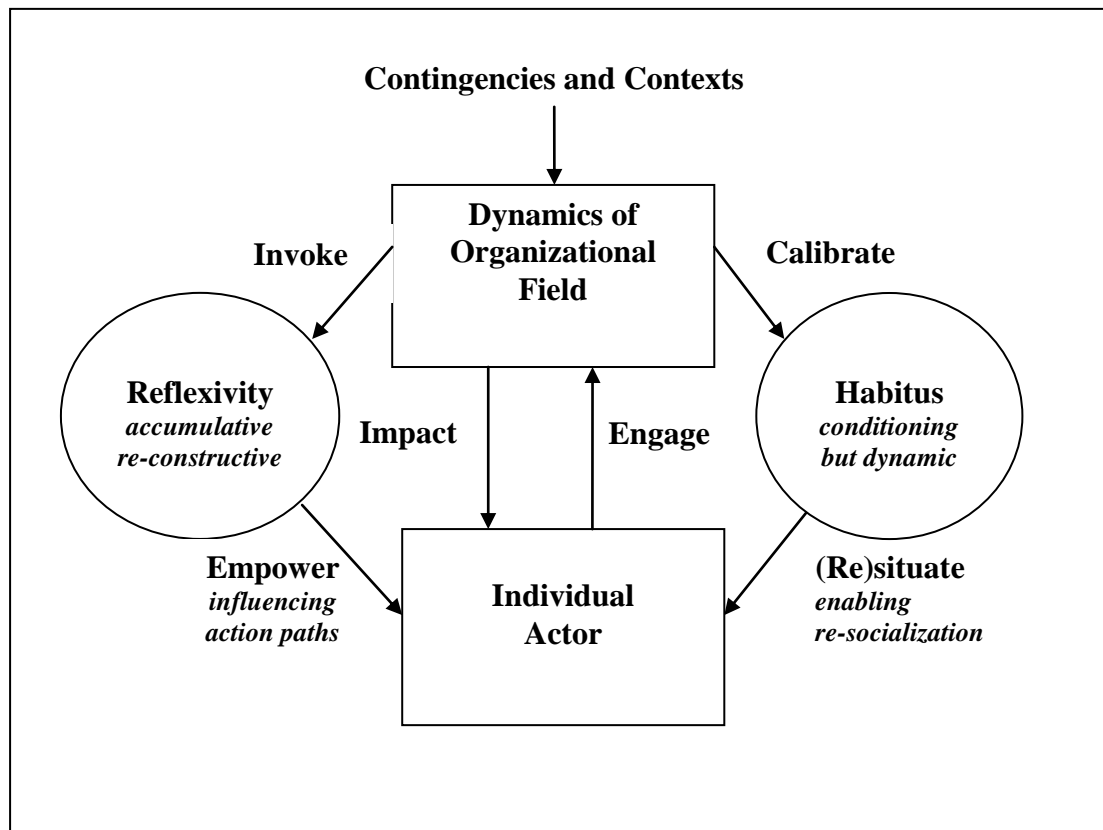 Contingencies and Contexts
Dynamics of
Organizational
Field
Invoke
Calibrate
Reflexivity
accumulative
re-constructive
Impact
Engage
Habitus
conditioning
but dynamic
Empower
influencing
action paths
Individual
Actor
(Re)situate
enabling
re-socialization